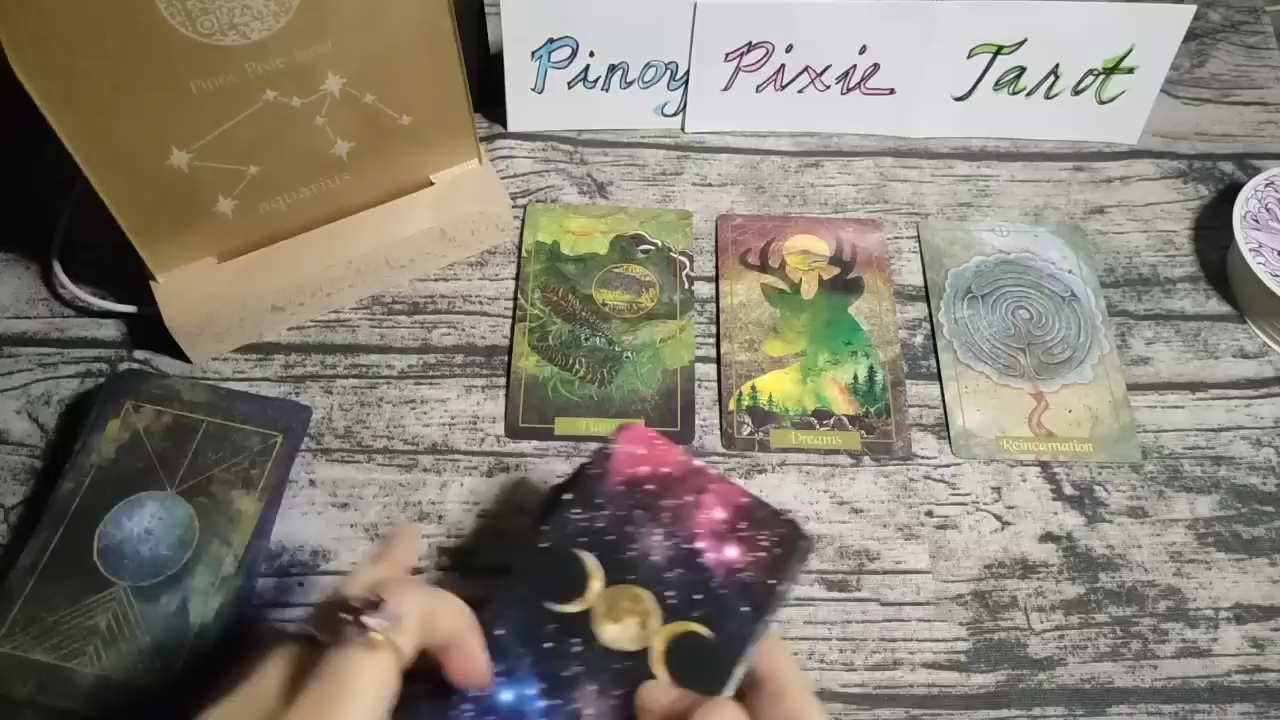 Pinoy Pixie Tarot
Pinoy Pixie Tarot
aquarius
Dreams
Reincarnation